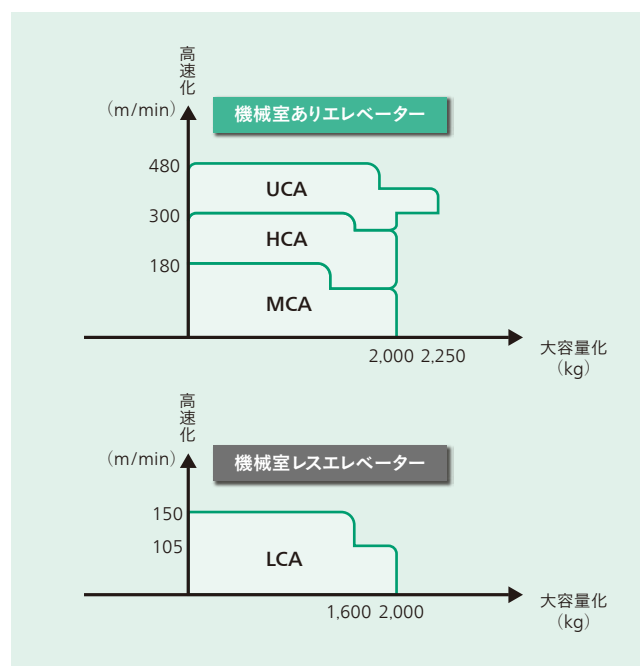 高速化
(m/min)
機械室ありエレベーター
480
UCA
300
HCA
180
MCA
2,000 2,250
大容量化
(kg)
高速化
(m/min)
機械室レスエレベーター
150
105
LCA
1,600 2,000
大容量化
(kg)